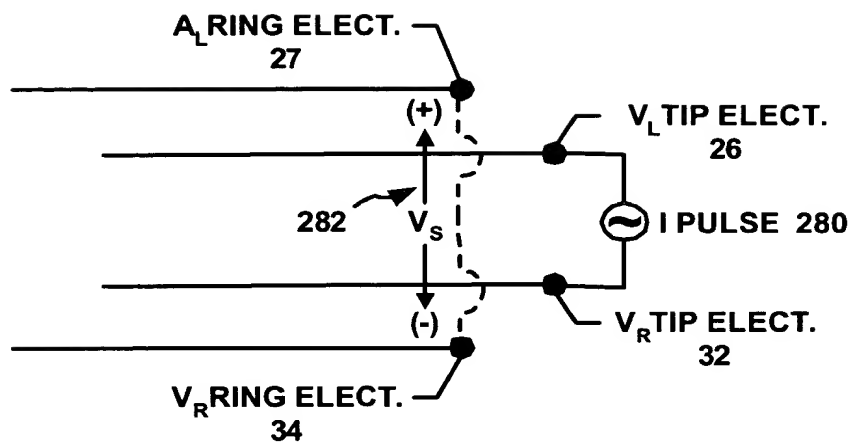 A_L RING ELECT.
27
(+)
V_L TIP ELECT.
26
282
V_S
I PULSE 280
(-)
V_R TIP ELECT.
32
V_R RING ELECT.
34